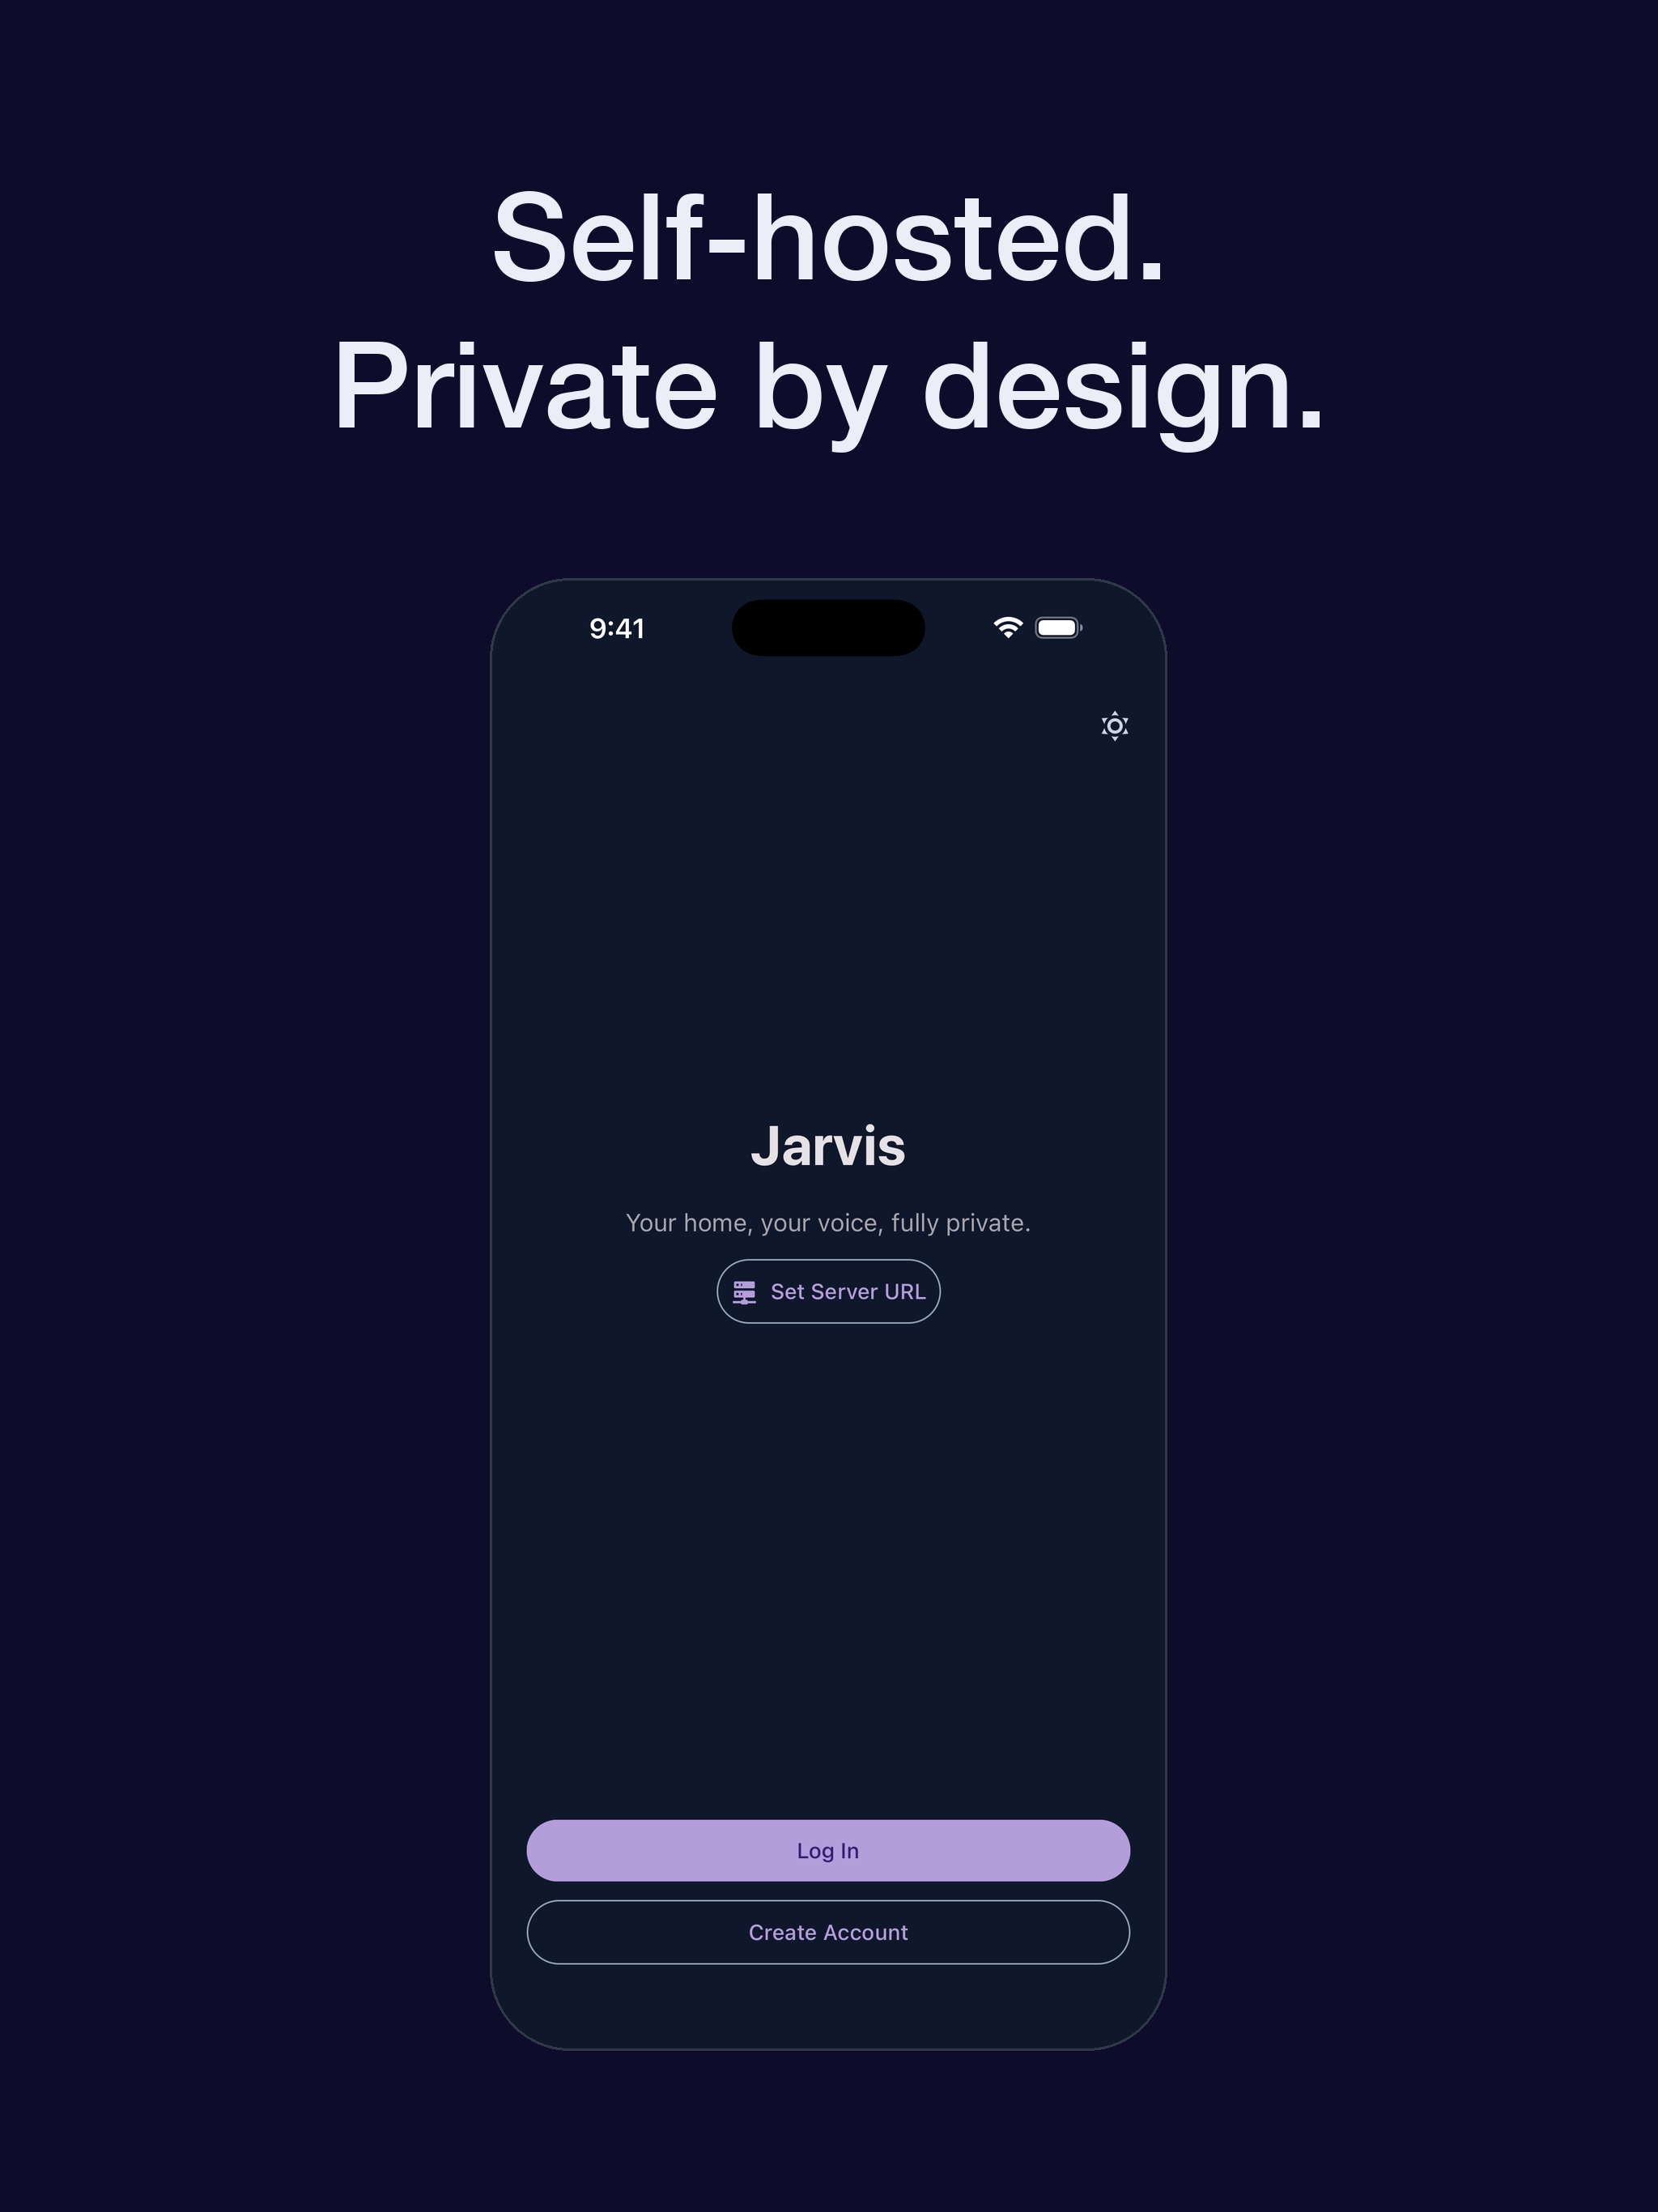 Self-hosted.
Private by design.
9:41
Jarvis
Your home, your voice, fully private.
Set Server URL
Log In
Create Account